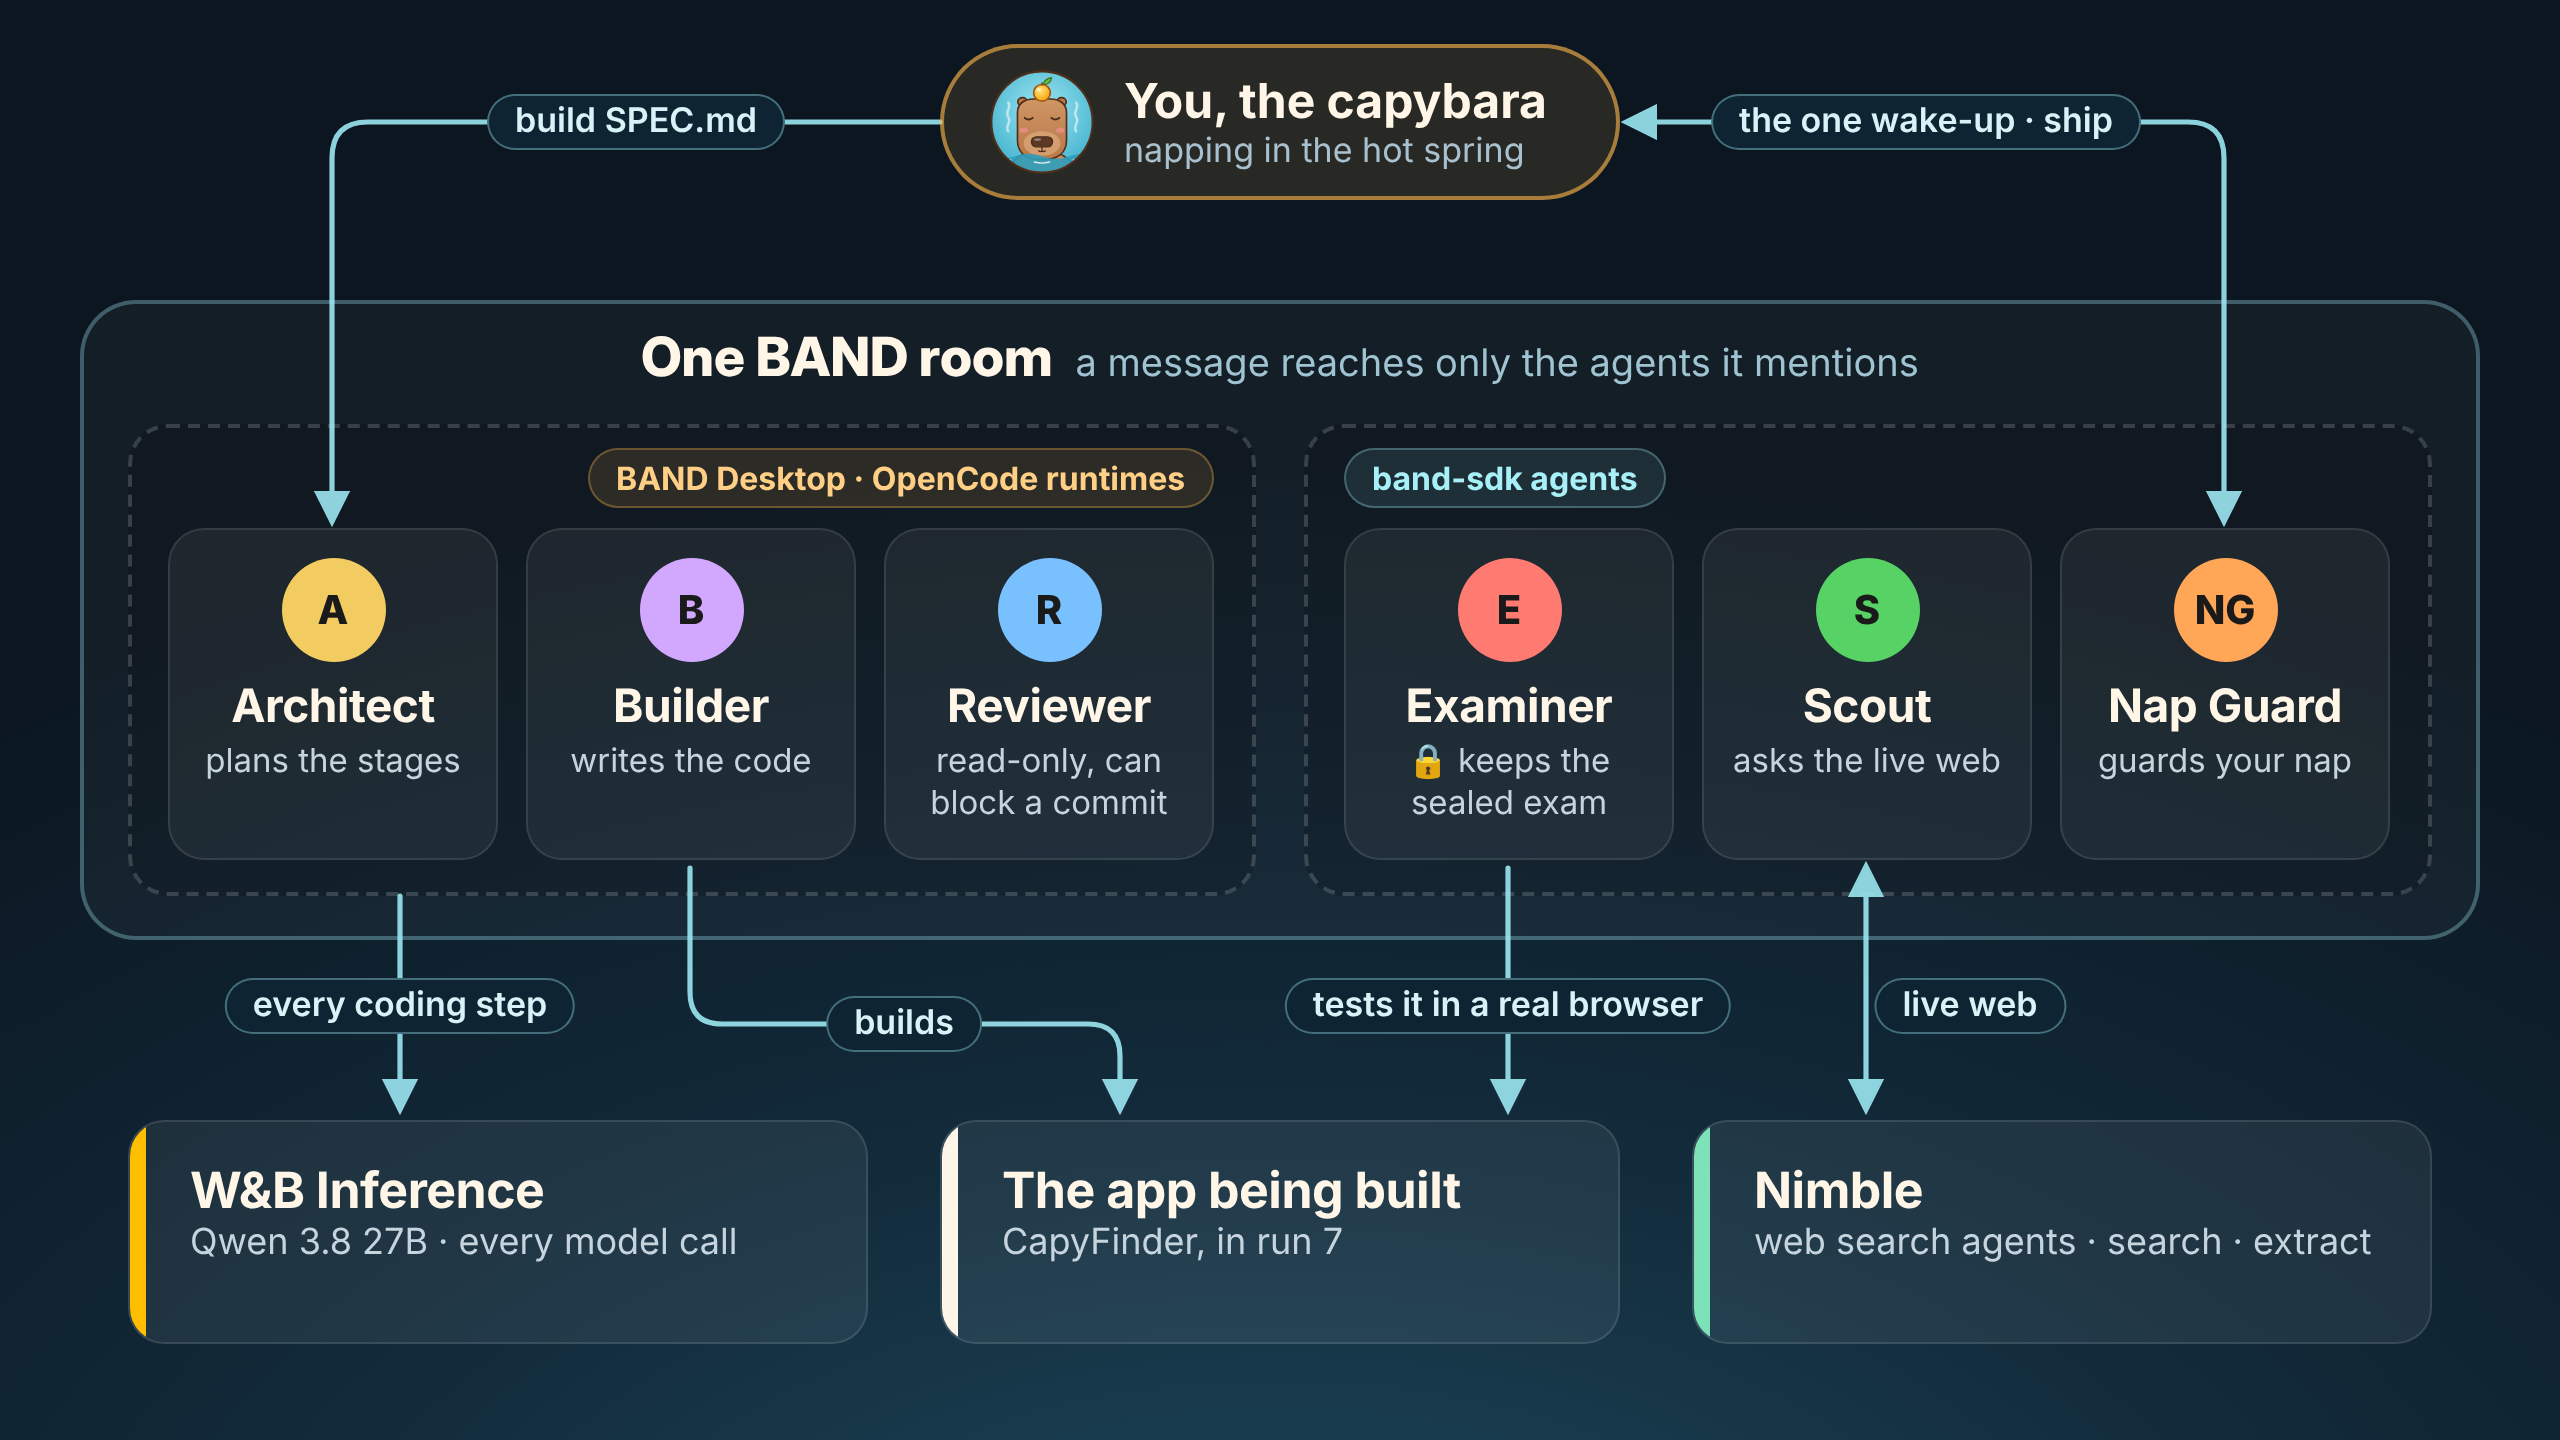 You, the capybara
napping in the hot spring
build SPEC.md
the one wake-up · ship
One BAND room a message reaches only the agents it mentions
BAND Desktop · OpenCode runtimes
A
Architect
plans the stages
B
Builder
writes the code
R
Reviewer
read-only, can
block a commit
band-sdk agents
E
Examiner
🔒 keeps the
sealed exam
S
Scout
asks the live web
NG
Nap Guard
guards your nap
every coding step
builds
tests it in a real browser
live web
W&B Inference
Qwen 3.8 27B · every model call
The app being built
CapyFinder, in run 7
Nimble
web search agents · search · extract